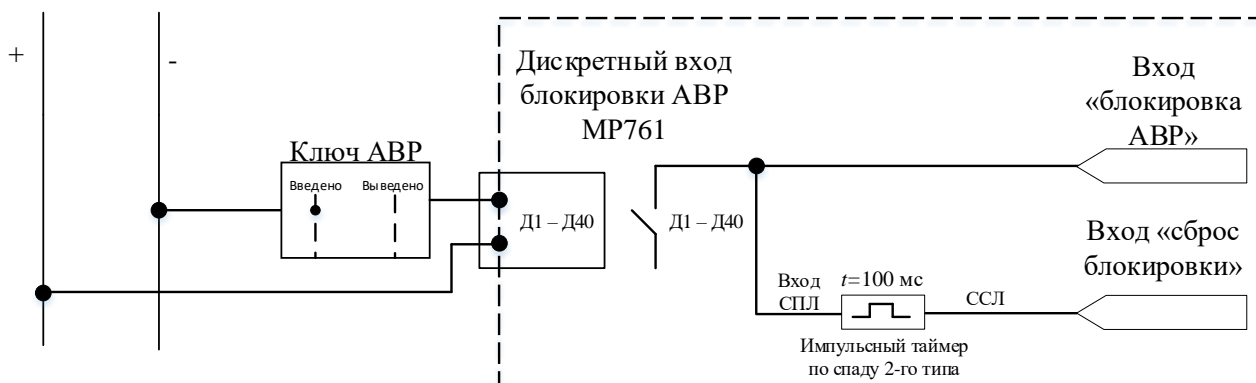 +
-
Дискретный вход
блокировки АВР
МР761
Вход
«блокировка
АВР»
Ключ АВР
Введено
Выведено
Д1 – Д40
Д1 – Д40
Вход «сброс
блокировки»
Вход
СПЛ
t=100 мс
ССЛ
Импульсный таймер
по спаду 2-го типа